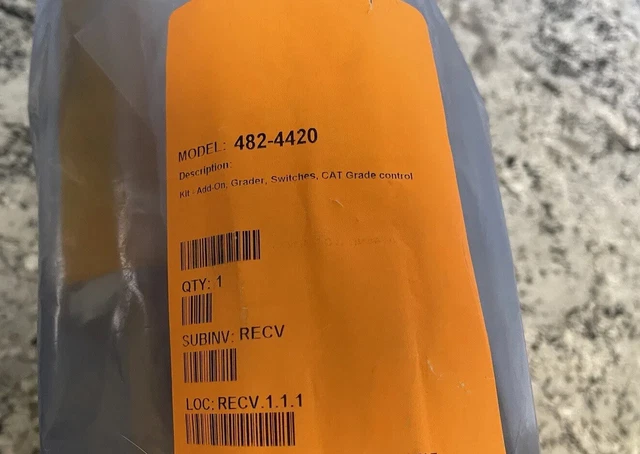 MODEL: 482-4420
Description:
Kit - Add-On, Grader, Switches, CAT Grade control
QTY: 1
SUBINV: RECV
LOC: RECV.1.1.1